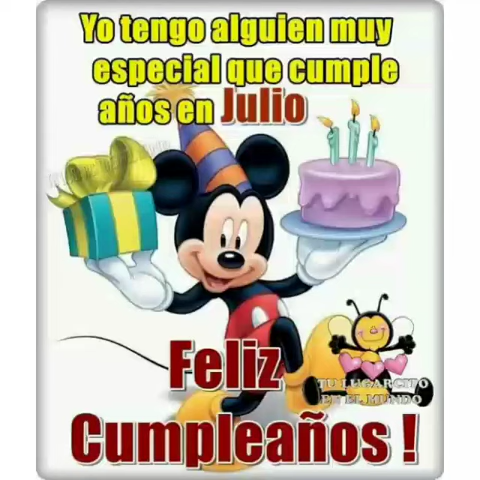 Yo tengo alguien muy
especial que cumple
años en Julio
Feliz
TU LUGARCITO
EN EL MUNDO
Cumpleaños !